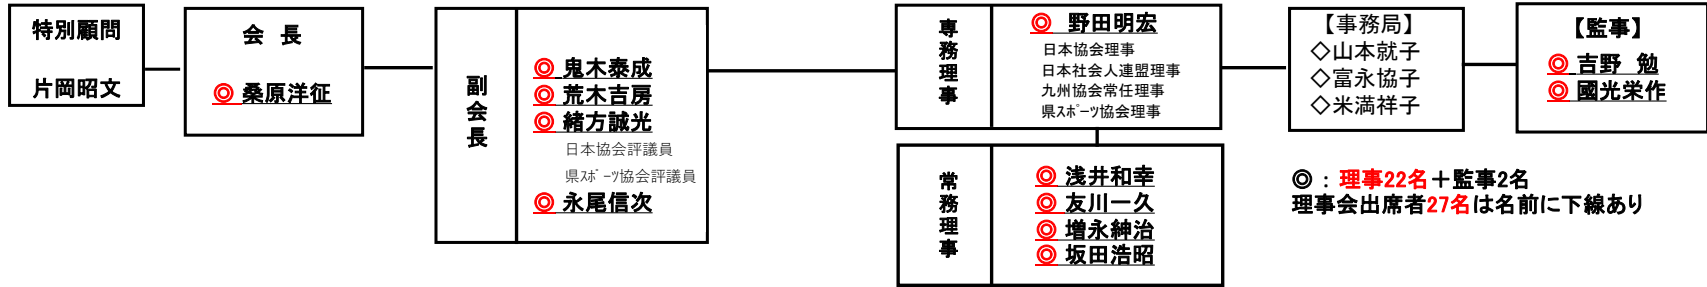 特別顧問
片岡昭文
会 長
◎ 桑原洋征
副会長
◎ 鬼木泰成
◎ 荒木吉房
◎ 緒方誠光
日本協会評議員
県スポーツ協会評議員
◎ 永尾信次
専務理事
◎ 野田明宏
日本協会理事
日本社会人連盟理事
九州協会常任理事
県スポーツ協会理事
常務理事
◎ 浅井和幸
◎ 友川一久
◎ 増永紳治
◎ 坂田浩昭
【事務局】
◇山本就子
◇富永協子
◇米満祥子
【監事】
◎ 吉野 勉
◎ 國光栄作
◎：理事22名＋監事2名
理事会出席者27名は名前に下線あり